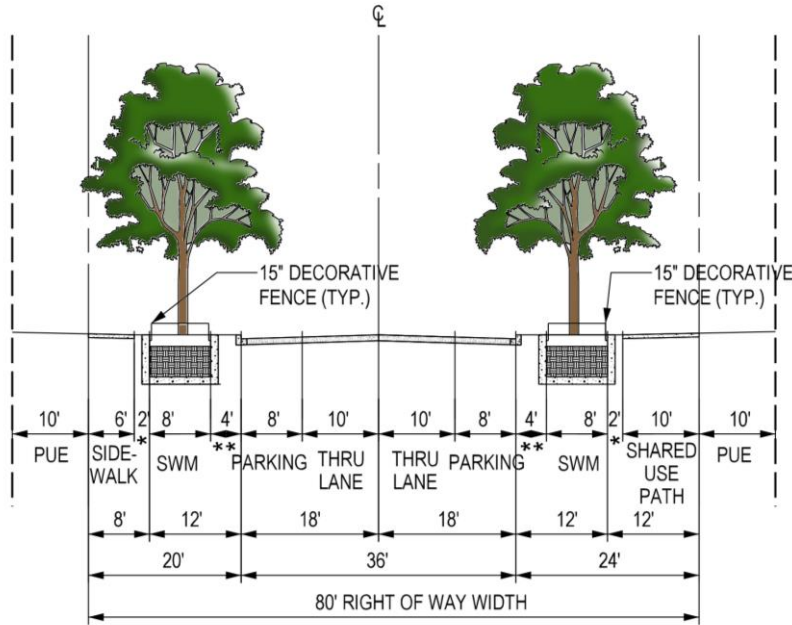 ℄
15" DECORATIVE
FENCE (TYP.)
15" DECORATIVE
FENCE (TYP.)
10' 6' 2' 8' 4' 8' 10' 10' 8' 4' 8' 2' 10' 10'
PUE SIDE-
WALK * SWM ** PARKING THRU
LANE THRU
LANE PARKING ** SWM * SHARED
USE
PATH PUE
8' 12' 18' 18' 12' 12'
20' 36' 24'
80' RIGHT OF WAY WIDTH